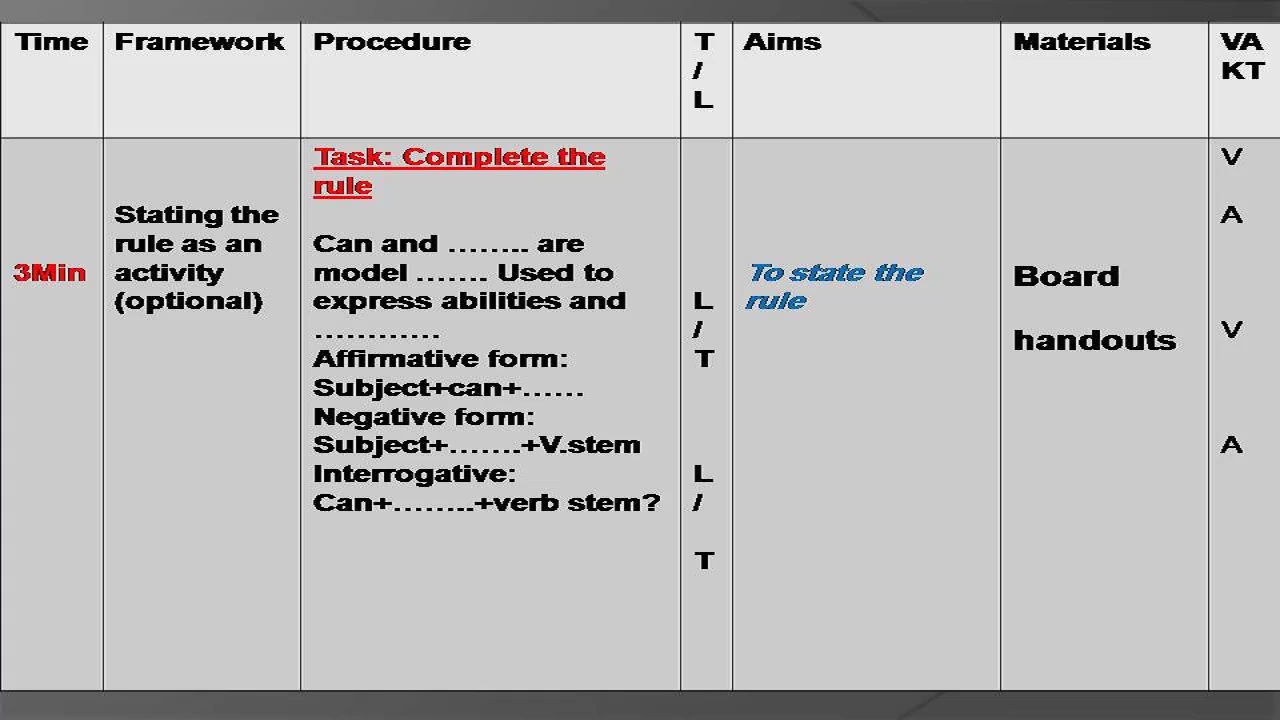 Time
Framework
Procedure
T
/
L
Aims
Materials
VA
KT
3Min
Stating the
rule as an
activity
(optional)
Task: Complete the
rule
Can and …….. are
model ……. Used to
express abilities and
…………
Affirmative form:
Subject+can+……
Negative form:
Subject+…….+V.stem
Interrogative:
Can+……..+verb stem?
L
/
T
L
/
T
To state the
rule
Board
handouts
V
A
V
A